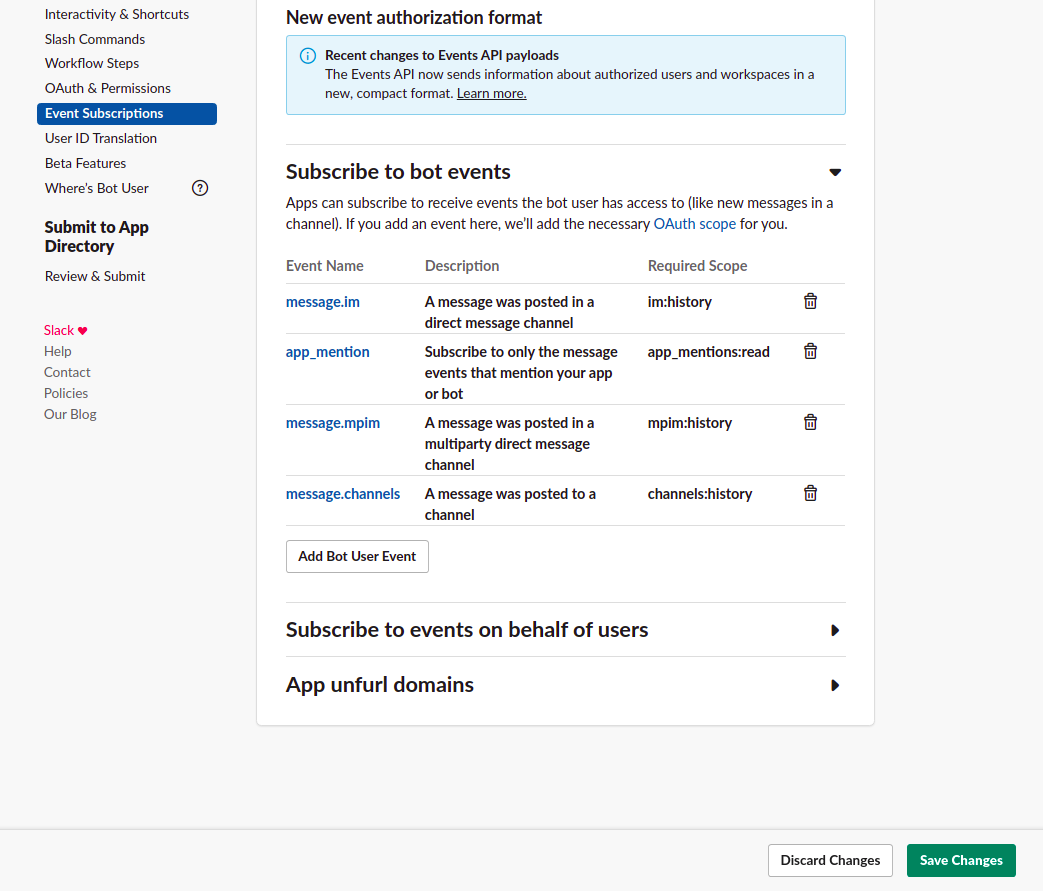 Interactivity & Shortcuts
Slash Commands
Workflow Steps
OAuth & Permissions
Event Subscriptions
User ID Translation
Beta Features
Where's Bot User ?
Submit to App
Directory
Review & Submit
Slack ♥
Help
Contact
Policies
Our Blog
New event authorization format
Recent changes to Events API payloads
The Events API now sends information about authorized users and workspaces in a
new, compact format. Learn more.
Subscribe to bot events
Apps can subscribe to receive events the bot user has access to (like new messages in a
channel). If you add an event here, we'll add the necessary OAuth scope for you.
Event Name Description Required Scope
message.im A message was posted in a im:history
direct message channel
app_mention Subscribe to only the message app_mentions:read
events that mention your app
or bot
message.mpim A message was posted in a mpim:history
multiparty direct message
channel
message.channels A message was posted to a channels:history
channel
Add Bot User Event
Subscribe to events on behalf of users
App unfurl domains
Discard Changes Save Changes